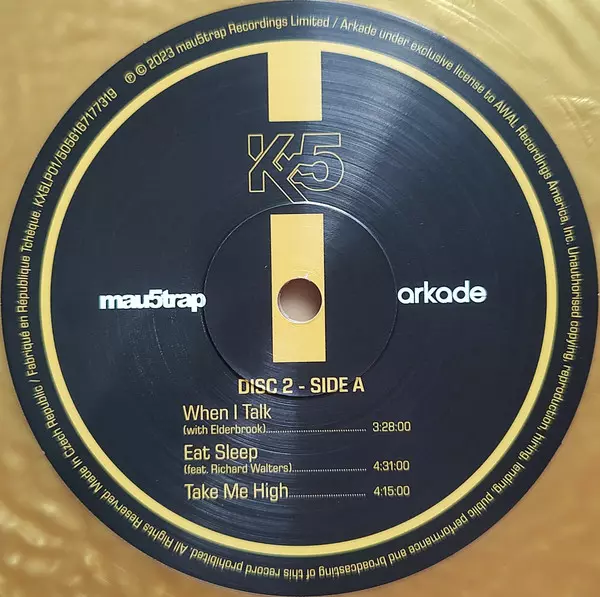 ℗ © 2023 mau5trap Recordings Limited / Arkade under exclusive license to AWAL Recordings America, Inc. Unauthorised copying, reproduction, hiring, lending, public performance and broadcasting of this record prohibited. All Rights Reserved. Made in Czech Republic / Fabriqué en République Tchèque. KX5LP01/5056167177319
Kx5
mau5trap
arkade
DISC 2 - SIDE A
When I Talk
(with Elderbrook)........................ 3:28:00
Eat Sleep
(feat. Richard Walters)................ 4:31:00
Take Me High................ 4:15:00